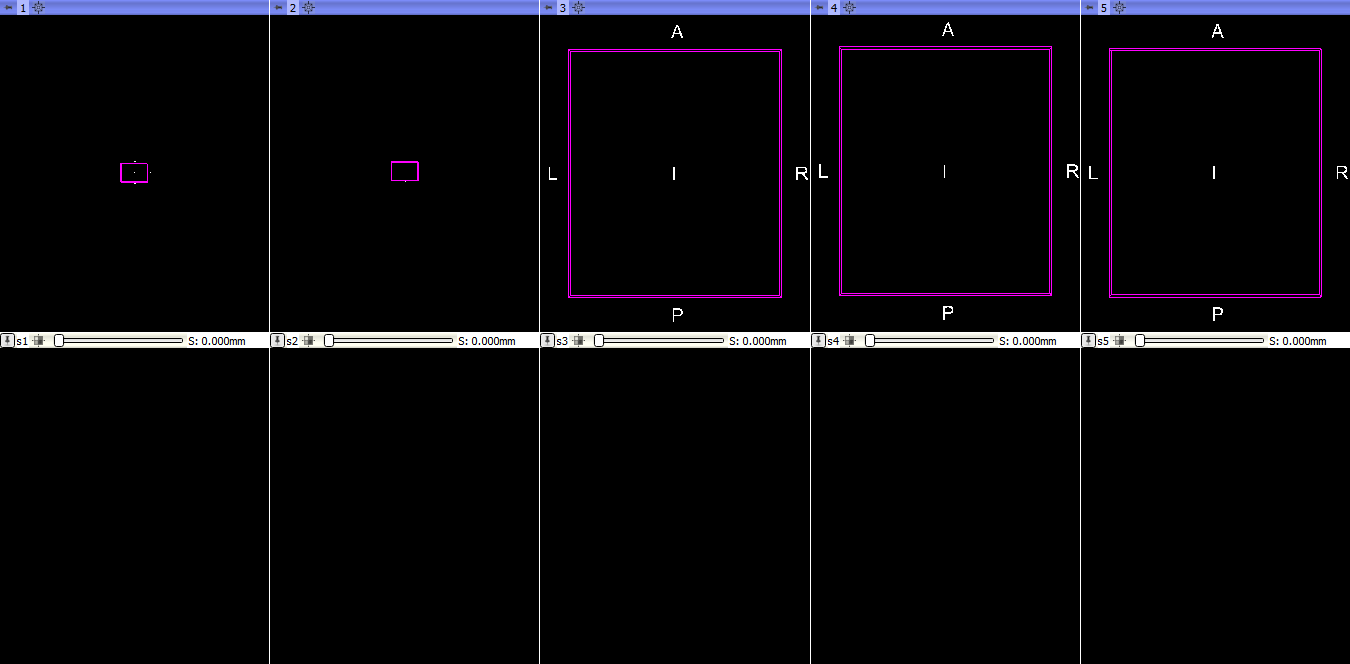 1 2 3 4 5
A A A
L I R L I R L I R
P P P
s1 S: 0.000mm s2 S: 0.000mm s3 S: 0.000mm s4 S: 0.000mm s5 S: 0.000mm